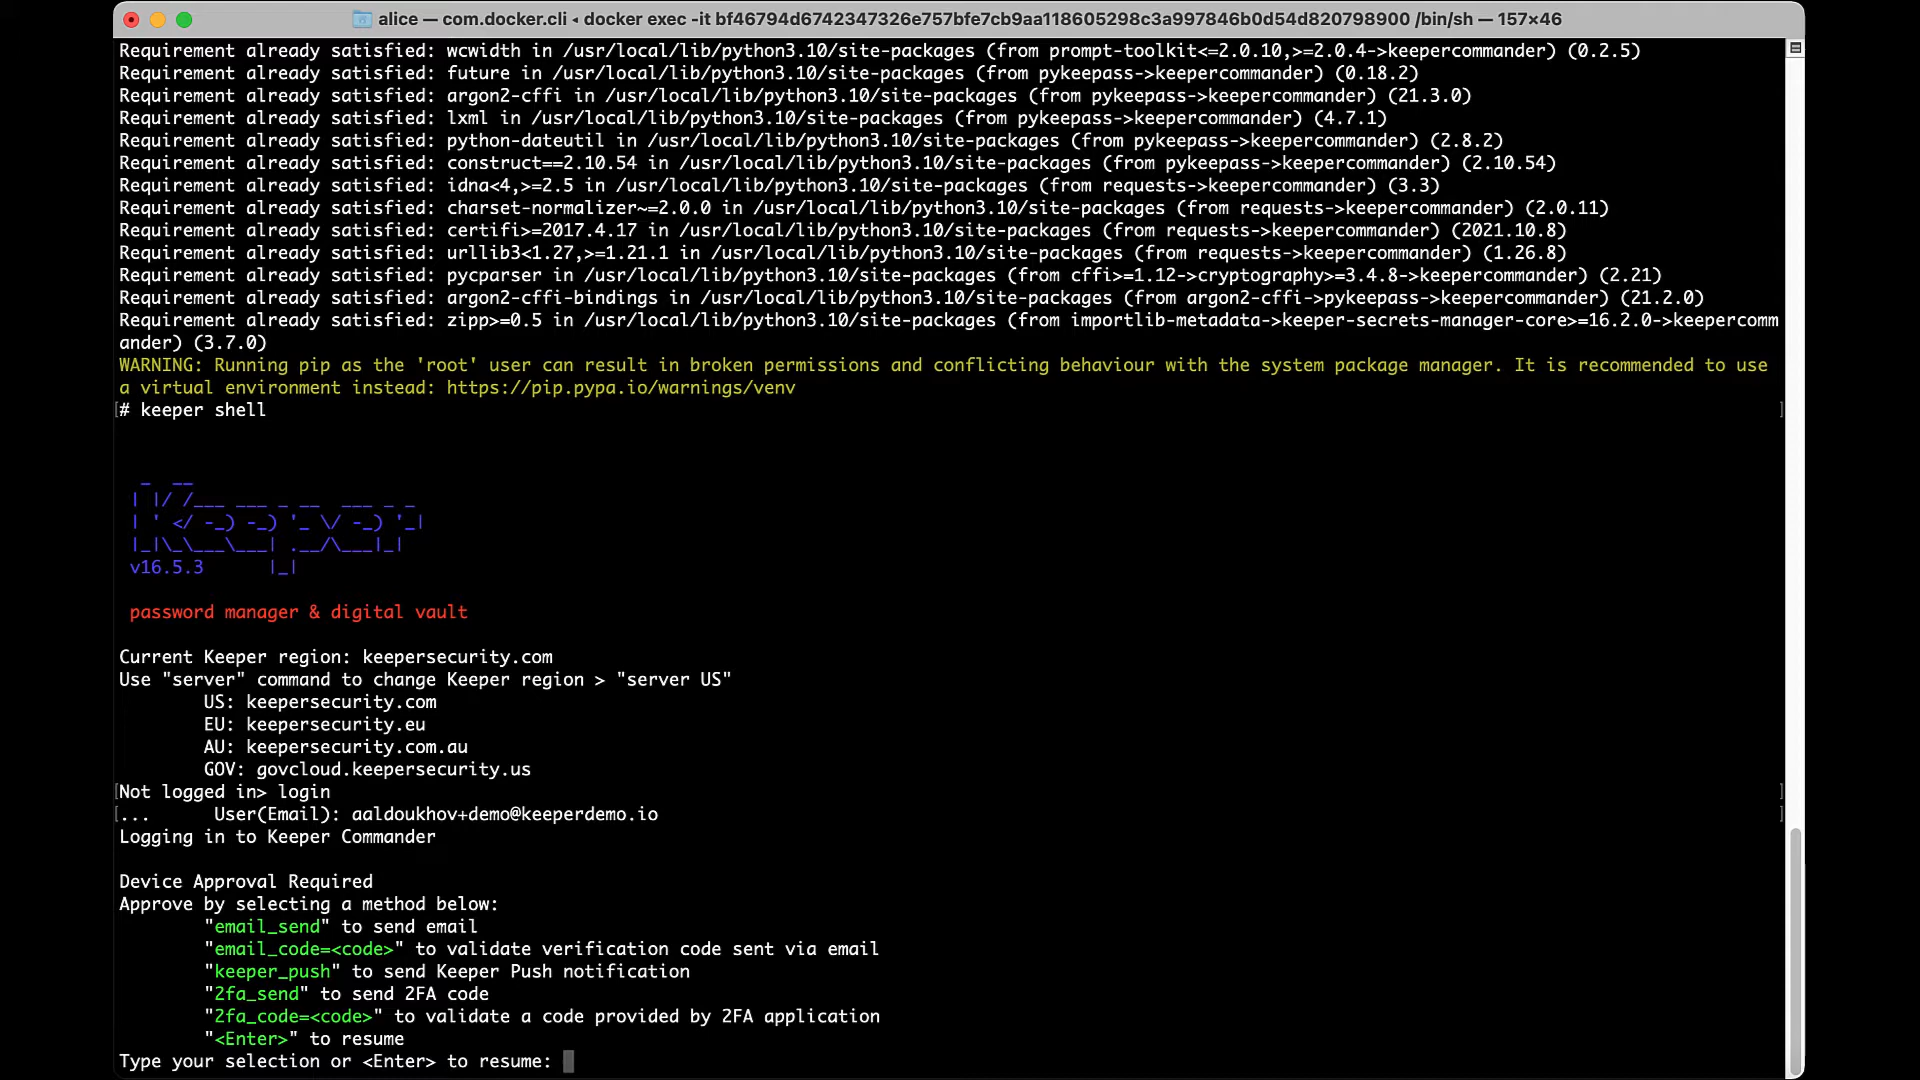 alice — com.docker.cli ◂ docker exec -it bf46794d6742347326e757bfe7cb9aa118605298c3a997846b0d54d820798900 /bin/sh — 157×46
Requirement already satisfied: wcwidth in /usr/local/lib/python3.10/site-packages (from prompt-toolkit<=2.0.10,>=2.0.4->keepercommander) (0.2.5)
Requirement already satisfied: future in /usr/local/lib/python3.10/site-packages (from pykeepass->keepercommander) (0.18.2)
Requirement already satisfied: argon2-cffi in /usr/local/lib/python3.10/site-packages (from pykeepass->keepercommander) (21.3.0)
Requirement already satisfied: lxml in /usr/local/lib/python3.10/site-packages (from pykeepass->keepercommander) (4.7.1)
Requirement already satisfied: python-dateutil in /usr/local/lib/python3.10/site-packages (from pykeepass->keepercommander) (2.8.2)
Requirement already satisfied: construct==2.10.54 in /usr/local/lib/python3.10/site-packages (from pykeepass->keepercommander) (2.10.54)
Requirement already satisfied: idna<4,>=2.5 in /usr/local/lib/python3.10/site-packages (from requests->keepercommander) (3.3)
Requirement already satisfied: charset-normalizer~=2.0.0 in /usr/local/lib/python3.10/site-packages (from requests->keepercommander) (2.0.11)
Requirement already satisfied: certifi>=2017.4.17 in /usr/local/lib/python3.10/site-packages (from requests->keepercommander) (2021.10.8)
Requirement already satisfied: urllib3<1.27,>=1.21.1 in /usr/local/lib/python3.10/site-packages (from requests->keepercommander) (1.26.8)
Requirement already satisfied: pycparser in /usr/local/lib/python3.10/site-packages (from cffi>=1.12->cryptography>=3.4.8->keepercommander) (2.21)
Requirement already satisfied: argon2-cffi-bindings in /usr/local/lib/python3.10/site-packages (from argon2-cffi->pykeepass->keepercommander) (21.2.0)
Requirement already satisfied: zipp>=0.5 in /usr/local/lib/python3.10/site-packages (from importlib-metadata->keeper-secrets-manager-core>=16.2.0->keepercomm
ander) (3.7.0)
WARNING: Running pip as the 'root' user can result in broken permissions and conflicting behaviour with the system package manager. It is recommended to use
a virtual environment instead: https://pip.pypa.io/warnings/venv
# keeper shell
Keeper
v16.5.3
password manager & digital vault
Current Keeper region: keepersecurity.com
Use "server" command to change Keeper region > "server US"
US: keepersecurity.com
EU: keepersecurity.eu
AU: keepersecurity.com.au
GOV: govcloud.keepersecurity.us
Not logged in> login
... User(Email): aaldoukhov+demo@keeperdemo.io
Logging in to Keeper Commander
Device Approval Required
Approve by selecting a method below:
"email_send" to send email
"email_code=<code>" to validate verification code sent via email
"keeper_push" to send Keeper Push notification
"2fa_send" to send 2FA code
"2fa_code=<code>" to validate a code provided by 2FA application
"<Enter>" to resume
Type your selection or <Enter> to resume: